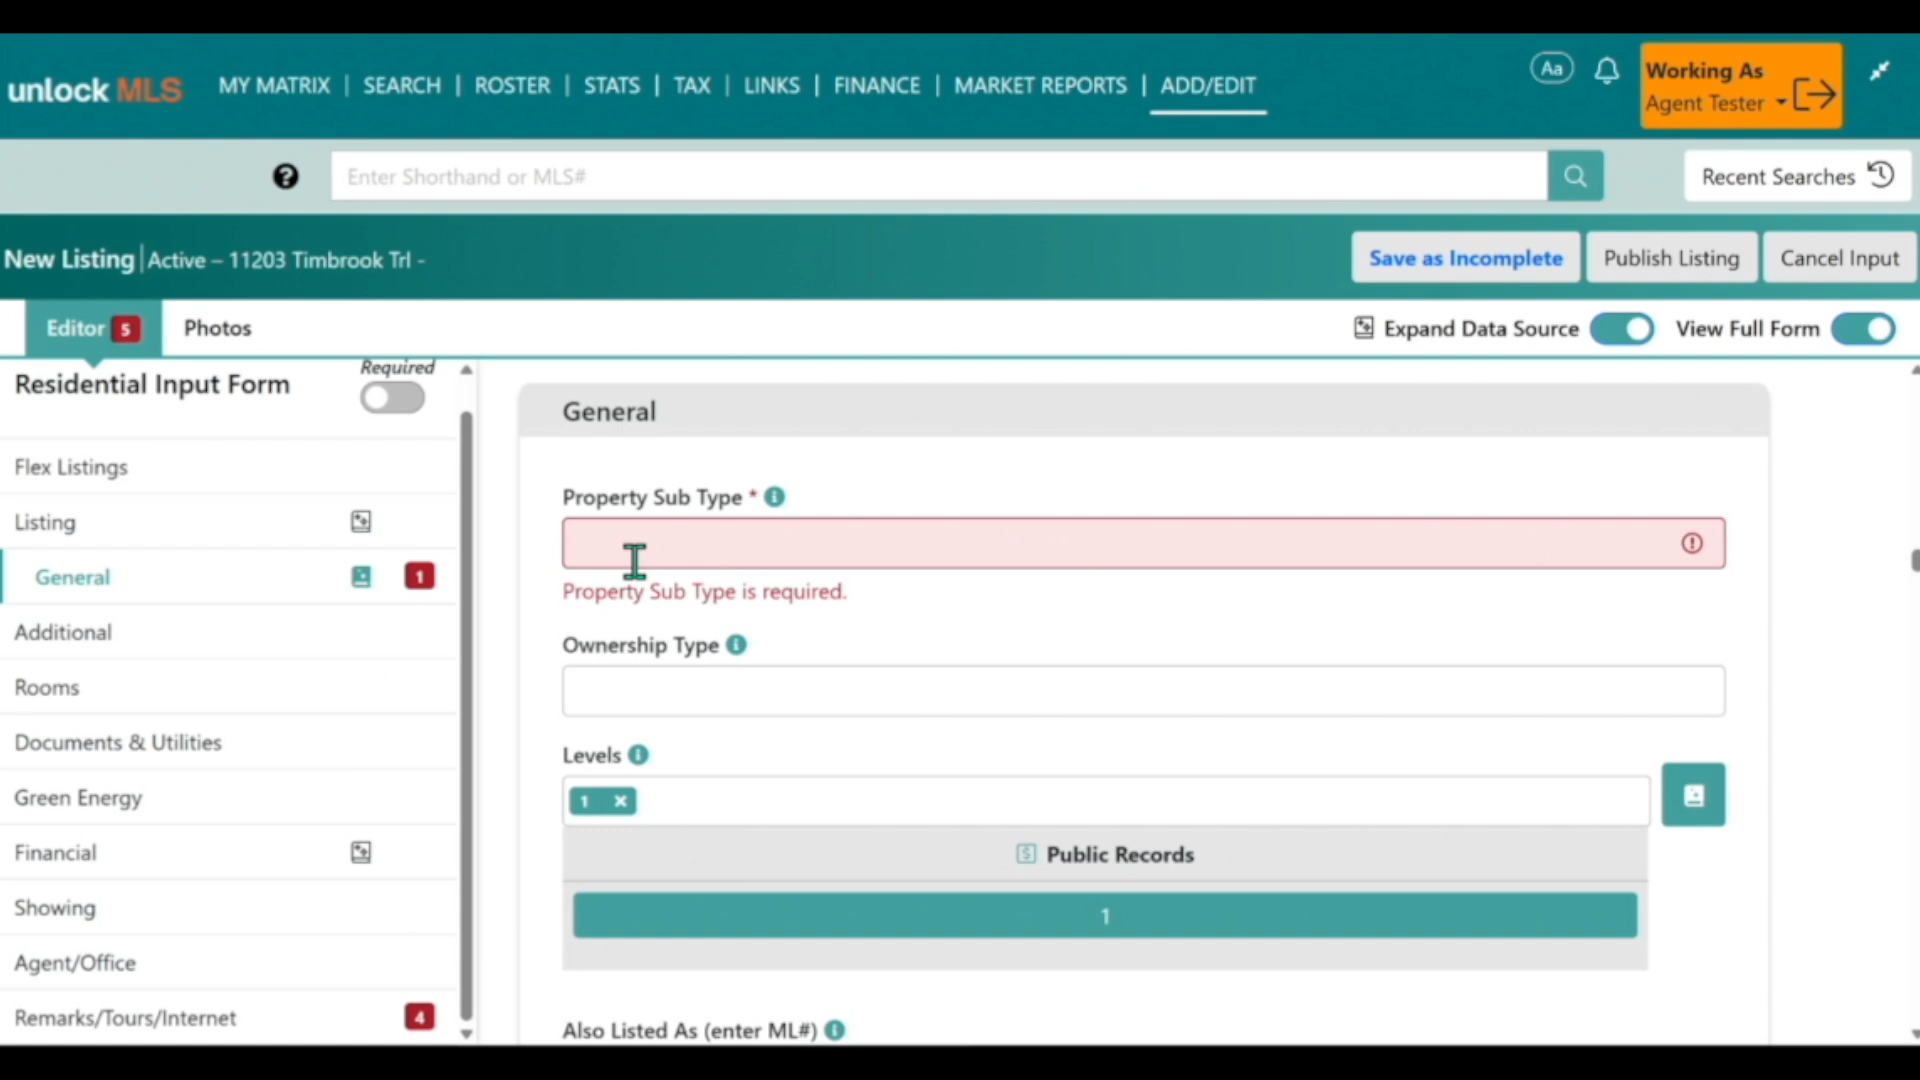 unlock MLS MY MATRIX | SEARCH | ROSTER | STATS | TAX | LINKS | FINANCE | MARKET REPORTS | ADD/EDIT Aa Working As
Agent Tester
? Enter Shorthand or MLS# Recent Searches
New Listing | Active – 11203 Timbrook Trl - Save as Incomplete Publish Listing Cancel Input
Editor 5 Photos Expand Data Source View Full Form
Required
Residential Input Form
Flex Listings
Listing
General 1
Additional
Rooms
Documents & Utilities
Green Energy
Financial
Showing
Agent/Office
Remarks/Tours/Internet 4
General
Property Sub Type * i
Property Sub Type is required.
Ownership Type i
Levels i
1 ×
$ Public Records
1
Also Listed As (enter ML#) i